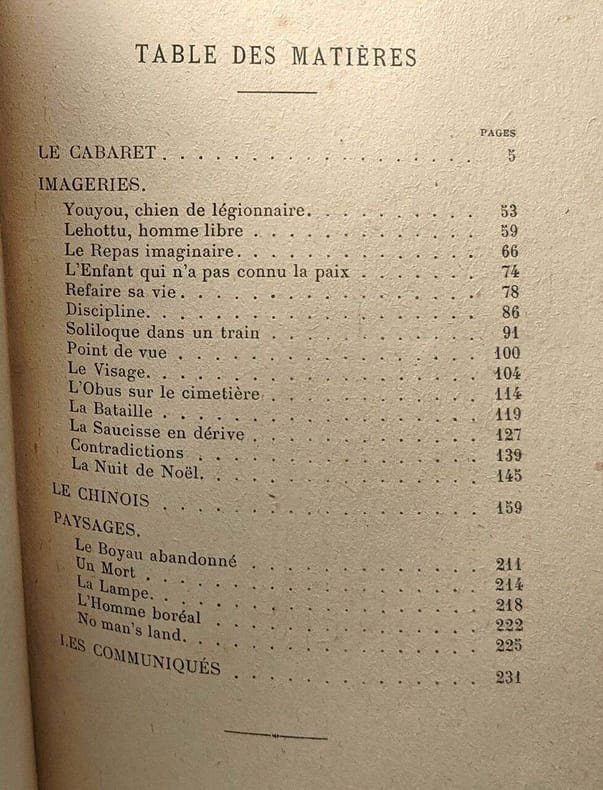 TABLE DES MATIÈRES
PAGES
LE CABARET . . . . . . . . . . . . . . . . . . 5
IMAGERIES.
Youyou, chien de légionnaire. . . . . . . . . 53
Lehottu, homme libre . . . . . . . . . . . . 59
Le Repas imaginaire. . . . . . . . . . . . . 66
L'Enfant qui n'a pas connu la paix . . . . . . 74
Refaire sa vie. . . . . . . . . . . . . . . . 78
Discipline. . . . . . . . . . . . . . . . . . 86
Soliloque dans un train . . . . . . . . . . . 91
Point de vue . . . . . . . . . . . . . . . . 100
Le Visage. . . . . . . . . . . . . . . . . . 104
L'Obus sur le cimetière . . . . . . . . . . . 114
La Bataille . . . . . . . . . . . . . . . . . 119
La Saucisse en dérive . . . . . . . . . . . . 127
Contradictions . . . . . . . . . . . . . . . 139
La Nuit de Noël. . . . . . . . . . . . . . . 145
LE CHINOIS . . . . . . . . . . . . . . . . . 159
PAYSAGES.
Le Boyau abandonné . . . . . . . . . . . . . 211
Un Mort . . . . . . . . . . . . . . . . . . . 214
La Lampe. . . . . . . . . . . . . . . . . . . 218
L'Homme boréal . . . . . . . . . . . . . . . 222
No man's land. . . . . . . . . . . . . . . . 225
LES COMMUNIQUÉS . . . . . . . . . . . . . . . 231